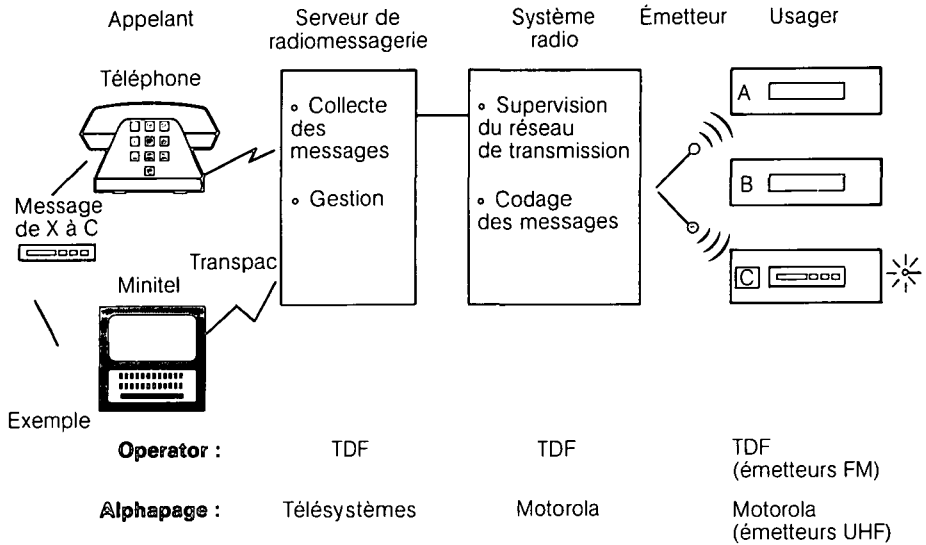 Appelant
Serveur de
radiomessagerie
Système
radio
Émetteur
Usager
Téléphone
Message
de X à C
Minitel
Transpac
Exemple
◦ Collecte
des
messages
◦ Gestion
◦ Supervision
du réseau
de transmission
◦ Codage
des messages
A
B
C
Operator : TDF TDF TDF
(émetteurs FM)
Alphapage : Télésystèmes Motorola Motorola
(émetteurs UHF)